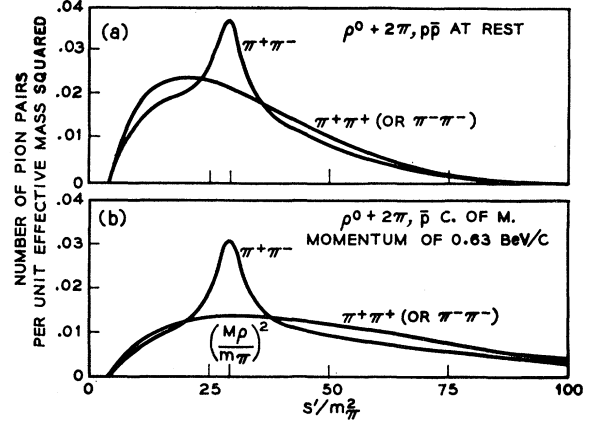 NUMBER OF PION PAIRS
PER UNIT EFFECTIVE MASS SQUARED
.04
.03
.02
.01
0
(a)
π+π−
ρ⁰ + 2π, pp̄ AT REST
π+π+ (OR π−π−)
.04
.03
.02
.01
0
(b)
π+π−
ρ⁰ + 2π, p̄ C. OF M.
MOMENTUM OF 0.63 BeV/C
π+π+ (OR π−π−)
(Mρ/mπ)²
0 25 50 75 100
s'/m²π